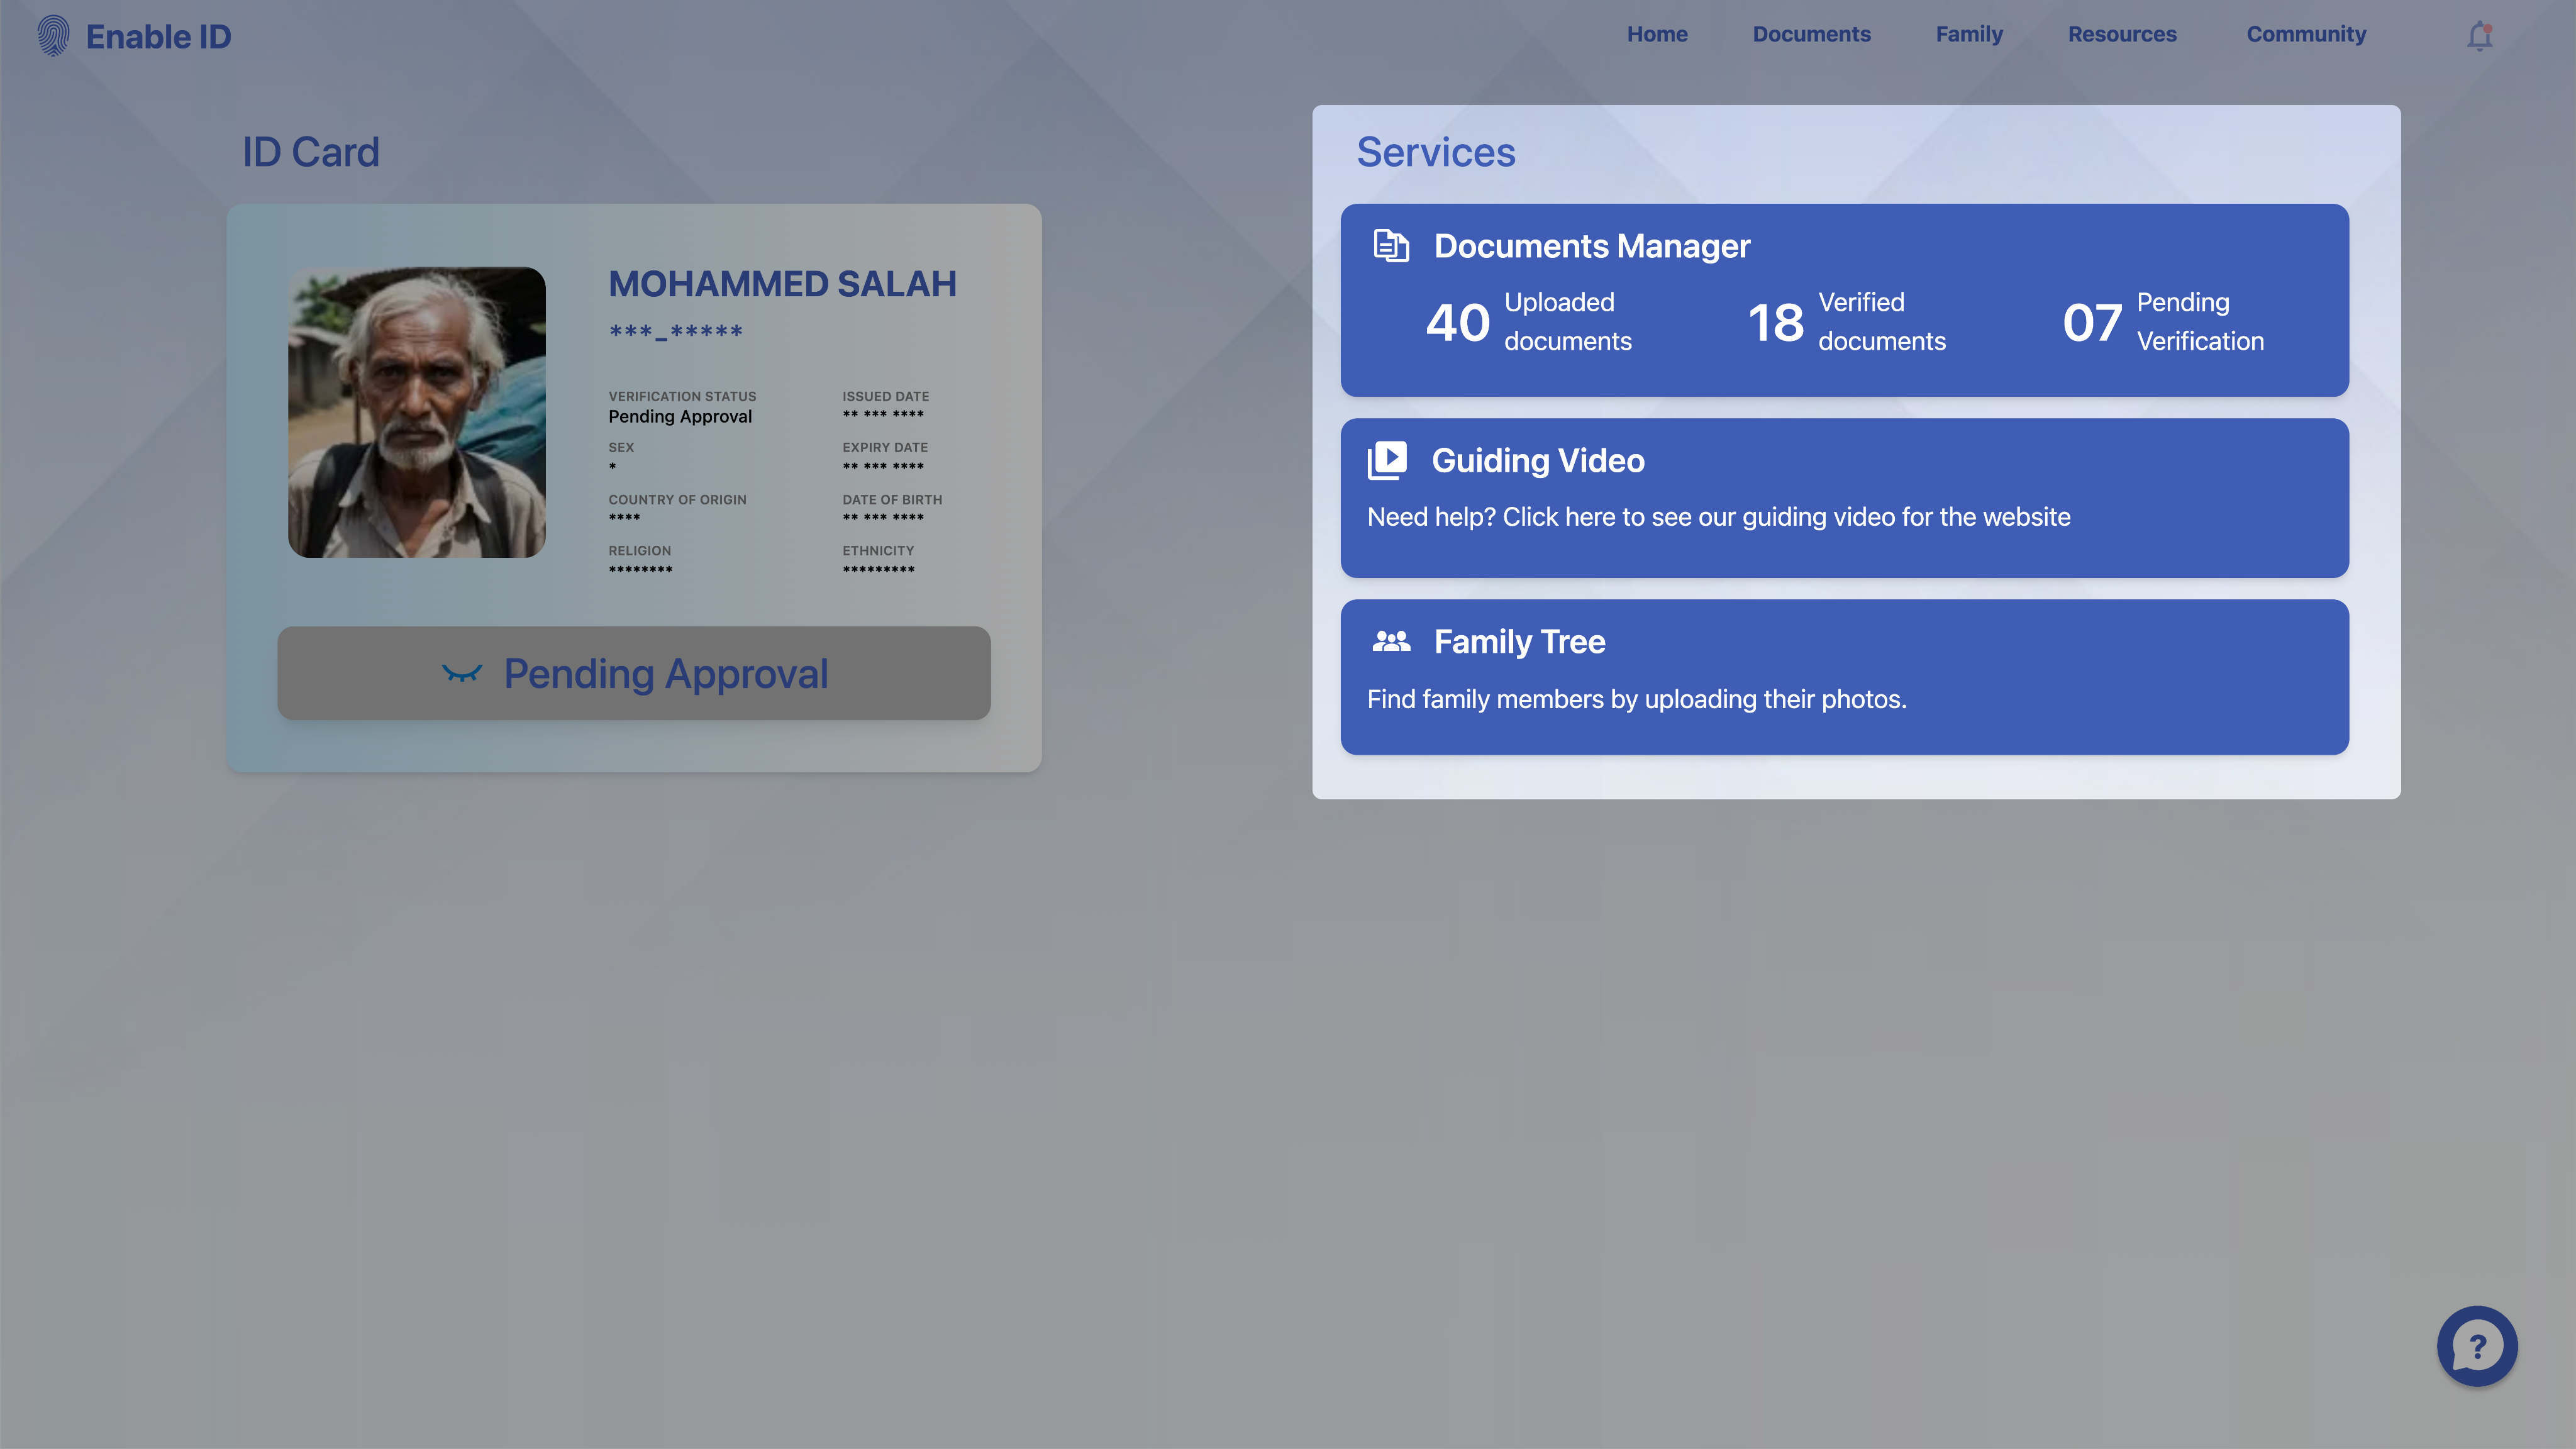 Enable ID
Home
Documents
Family
Resources
Community
ID Card
MOHAMMED SALAH
***_*****
VERIFICATION STATUS
Pending Approval
ISSUED DATE
** *** ****
SEX
*
EXPIRY DATE
** *** ****
COUNTRY OF ORIGIN
****
DATE OF BIRTH
** *** ****
RELIGION
********
ETHNICITY
*********
Pending Approval
Services
Documents Manager
40
Uploaded
documents
18
Verified
documents
07
Pending
Verification
Guiding Video
Need help? Click here to see our guiding video for the website
Family Tree
Find family members by uploading their photos.
?